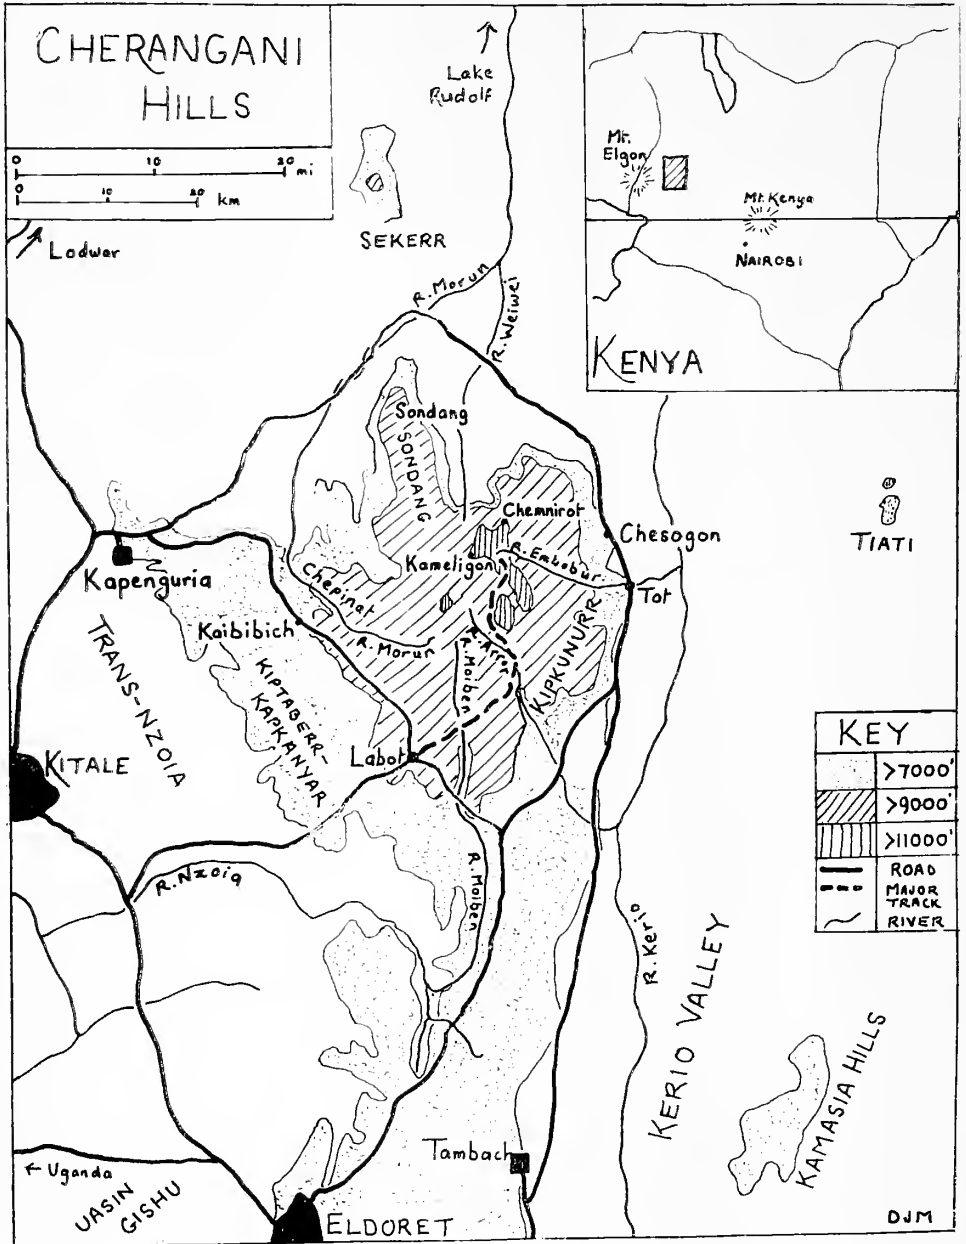 CHERANGANI
HILLS
0 10 20 mi
0 10 20 km
Lodwar
Lake
Rudolf
SEKERR
R. Morun
R. Weiwei
Mt.
Elgon
Mt. Kenya
NAIROBI
KENYA
Sondang
SONDANG
Chemnirot
Kameligon
R. Embobur
Chesogon
Tot
TIATI
Kapenguria
Chepinat
Kaibibich
R. Morun
R. Arror
R. Moiben
KIPKUNURR
TRANS-NZOIA
KIPTABERR-
KAPKANYAR
Labot
KITALE
R. Nzoia
R. Moiben
KEY
>7000'
>9000'
>11000'
ROAD
MAJOR
TRACK
RIVER
R. Kerio
KERIO VALLEY
KAMASIA HILLS
Tambach
← Uganda
UASIN
GISHU
ELDORET
DJM